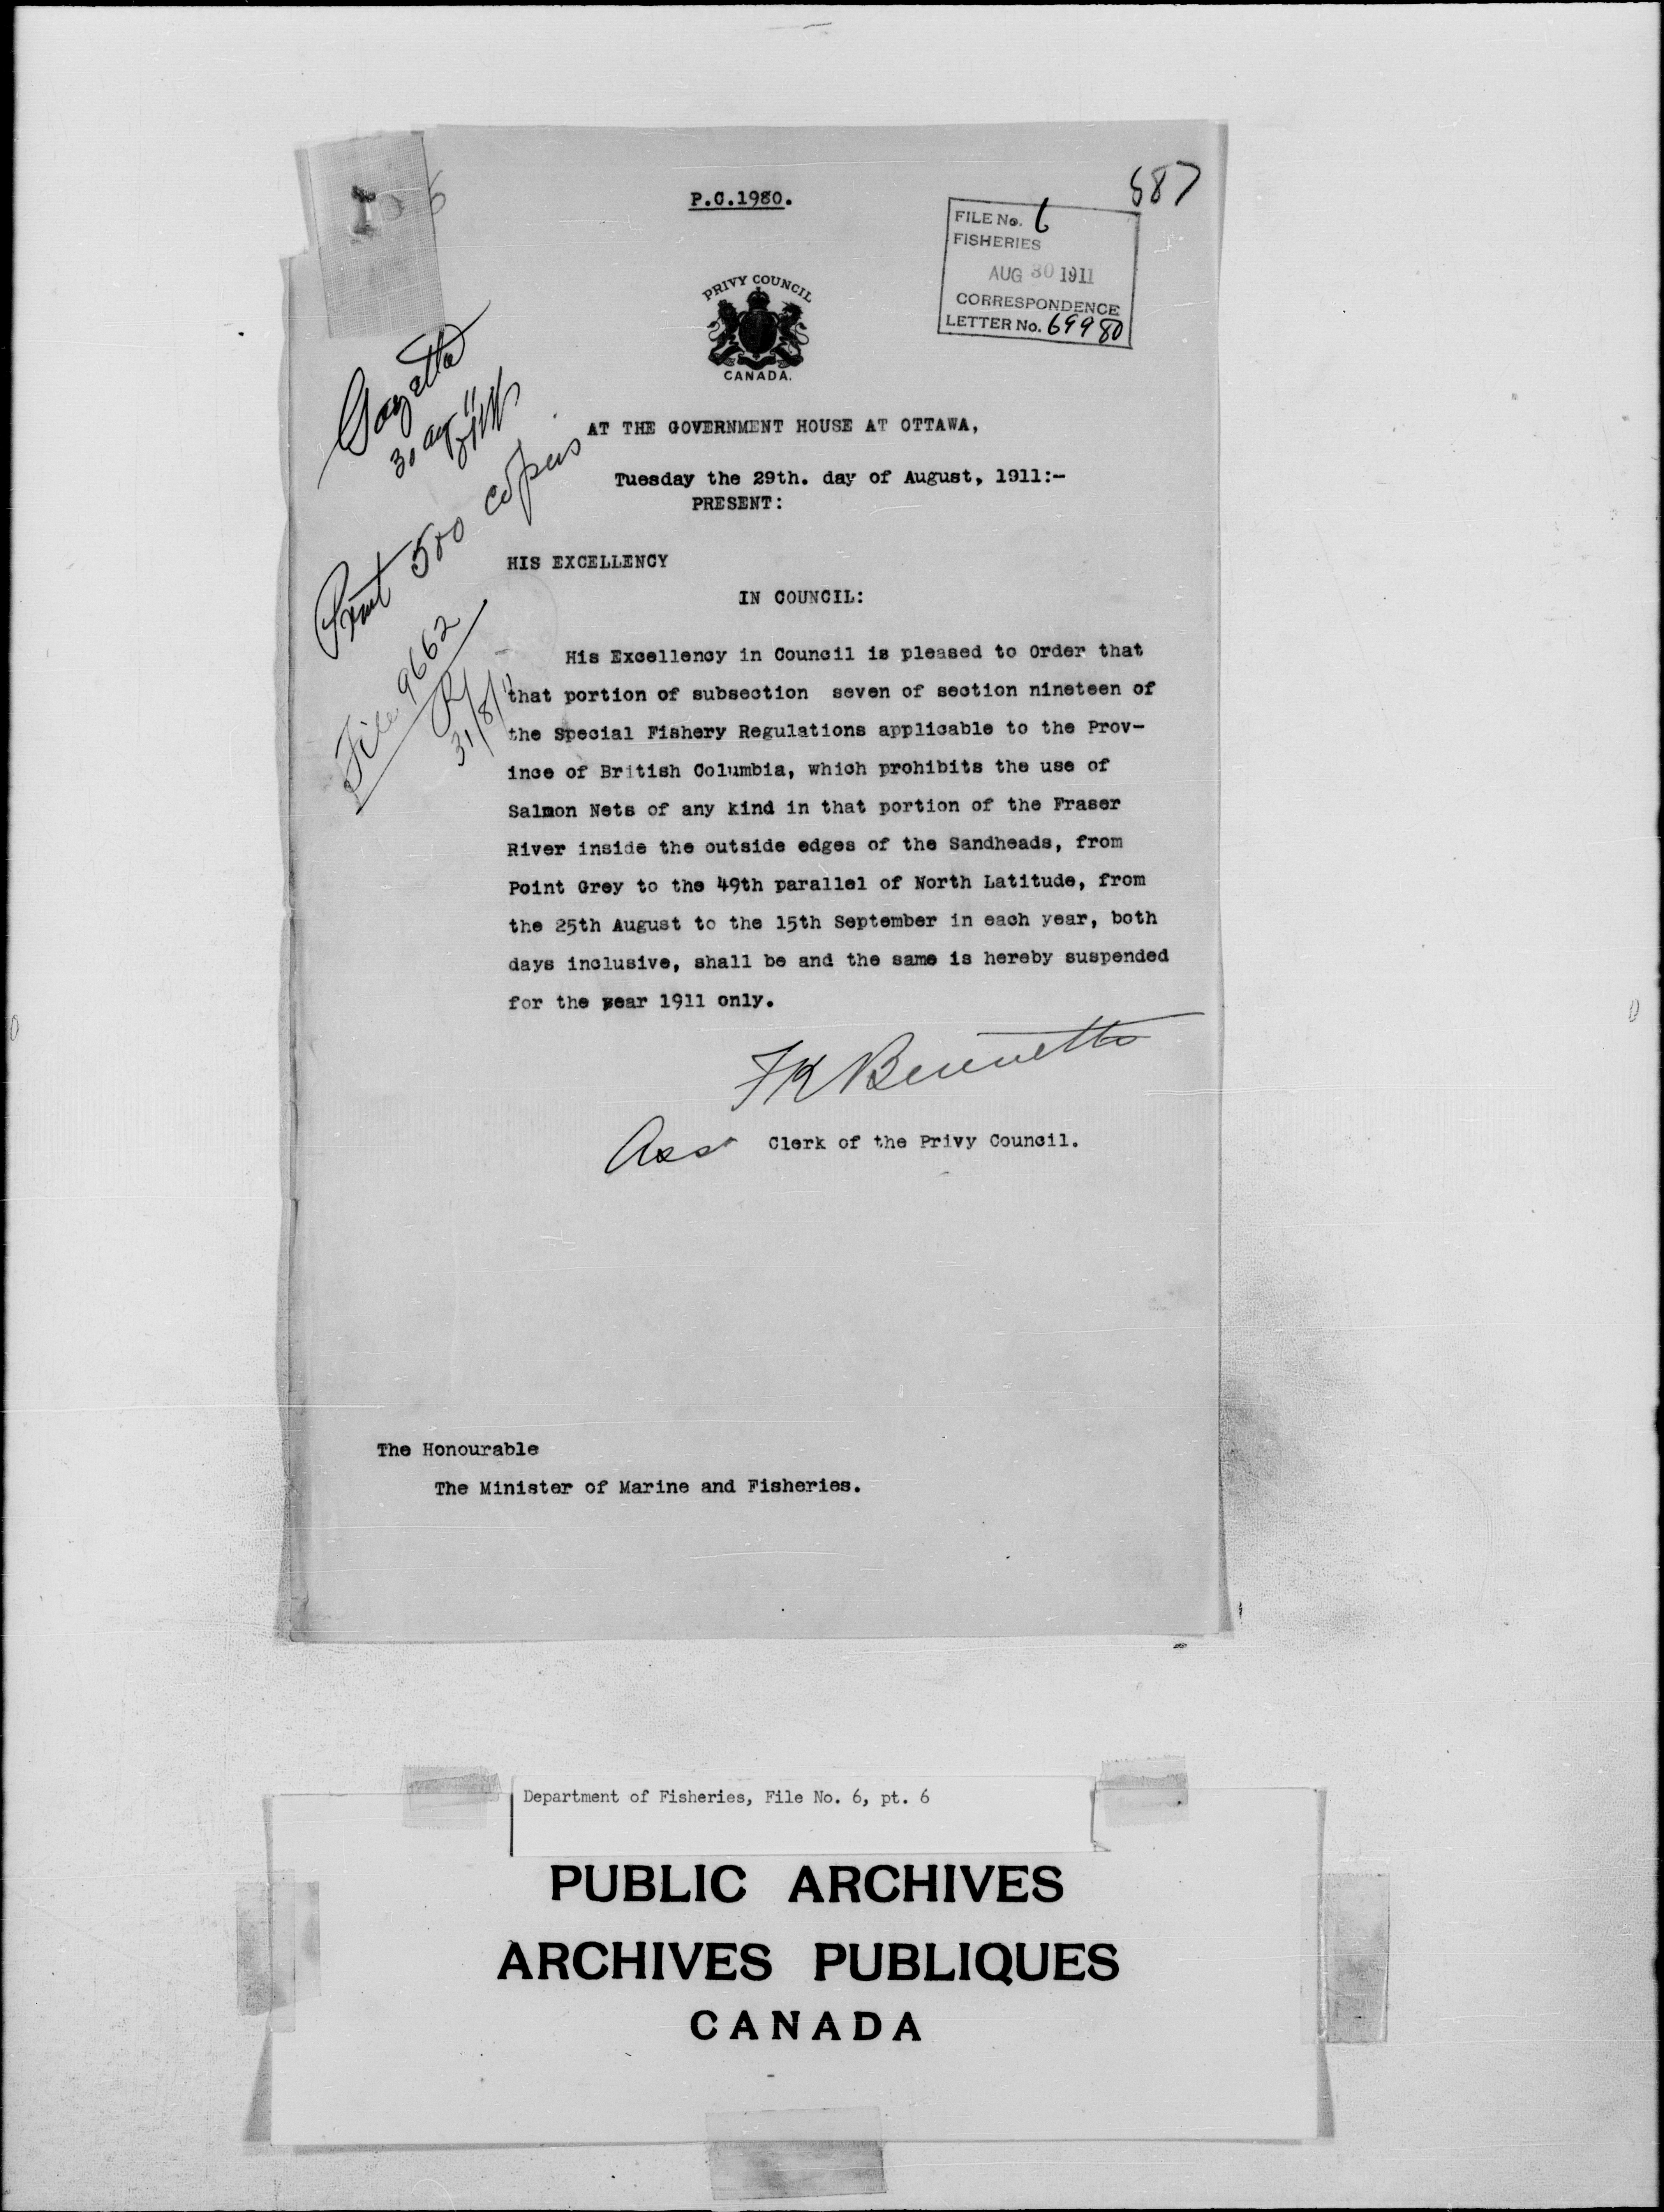 687
P.C.1980.
FILE No. 6
FISHERIES
AUG 30 1911
CORRESPONDENCE
LETTER No. 69980
PRIVY COUNCIL
CANADA.
Gazette
30 aug 11
Print 500 copies
File 9662
31/8/11
AT THE GOVERNMENT HOUSE AT OTTAWA,
Tuesday the 29th. day of August, 1911:-
PRESENT:
HIS EXCELLENCY
IN COUNCIL:
His Excellency in Council is pleased to Order that
that portion of subsection seven of section nineteen of
the Special Fishery Regulations applicable to the Prov-
ince of British Columbia, which prohibits the use of
Salmon Nets of any kind in that portion of the Fraser
River inside the outside edges of the Sandheads, from
Point Grey to the 49th parallel of North Latitude, from
the 25th August to the 15th September in each year, both
days inclusive, shall be and the same is hereby suspended
for the year 1911 only.
F K Bennetts
Asst Clerk of the Privy Council.
The Honourable
The Minister of Marine and Fisheries.
Department of Fisheries, File No. 6, pt. 6
PUBLIC ARCHIVES
ARCHIVES PUBLIQUES
CANADA